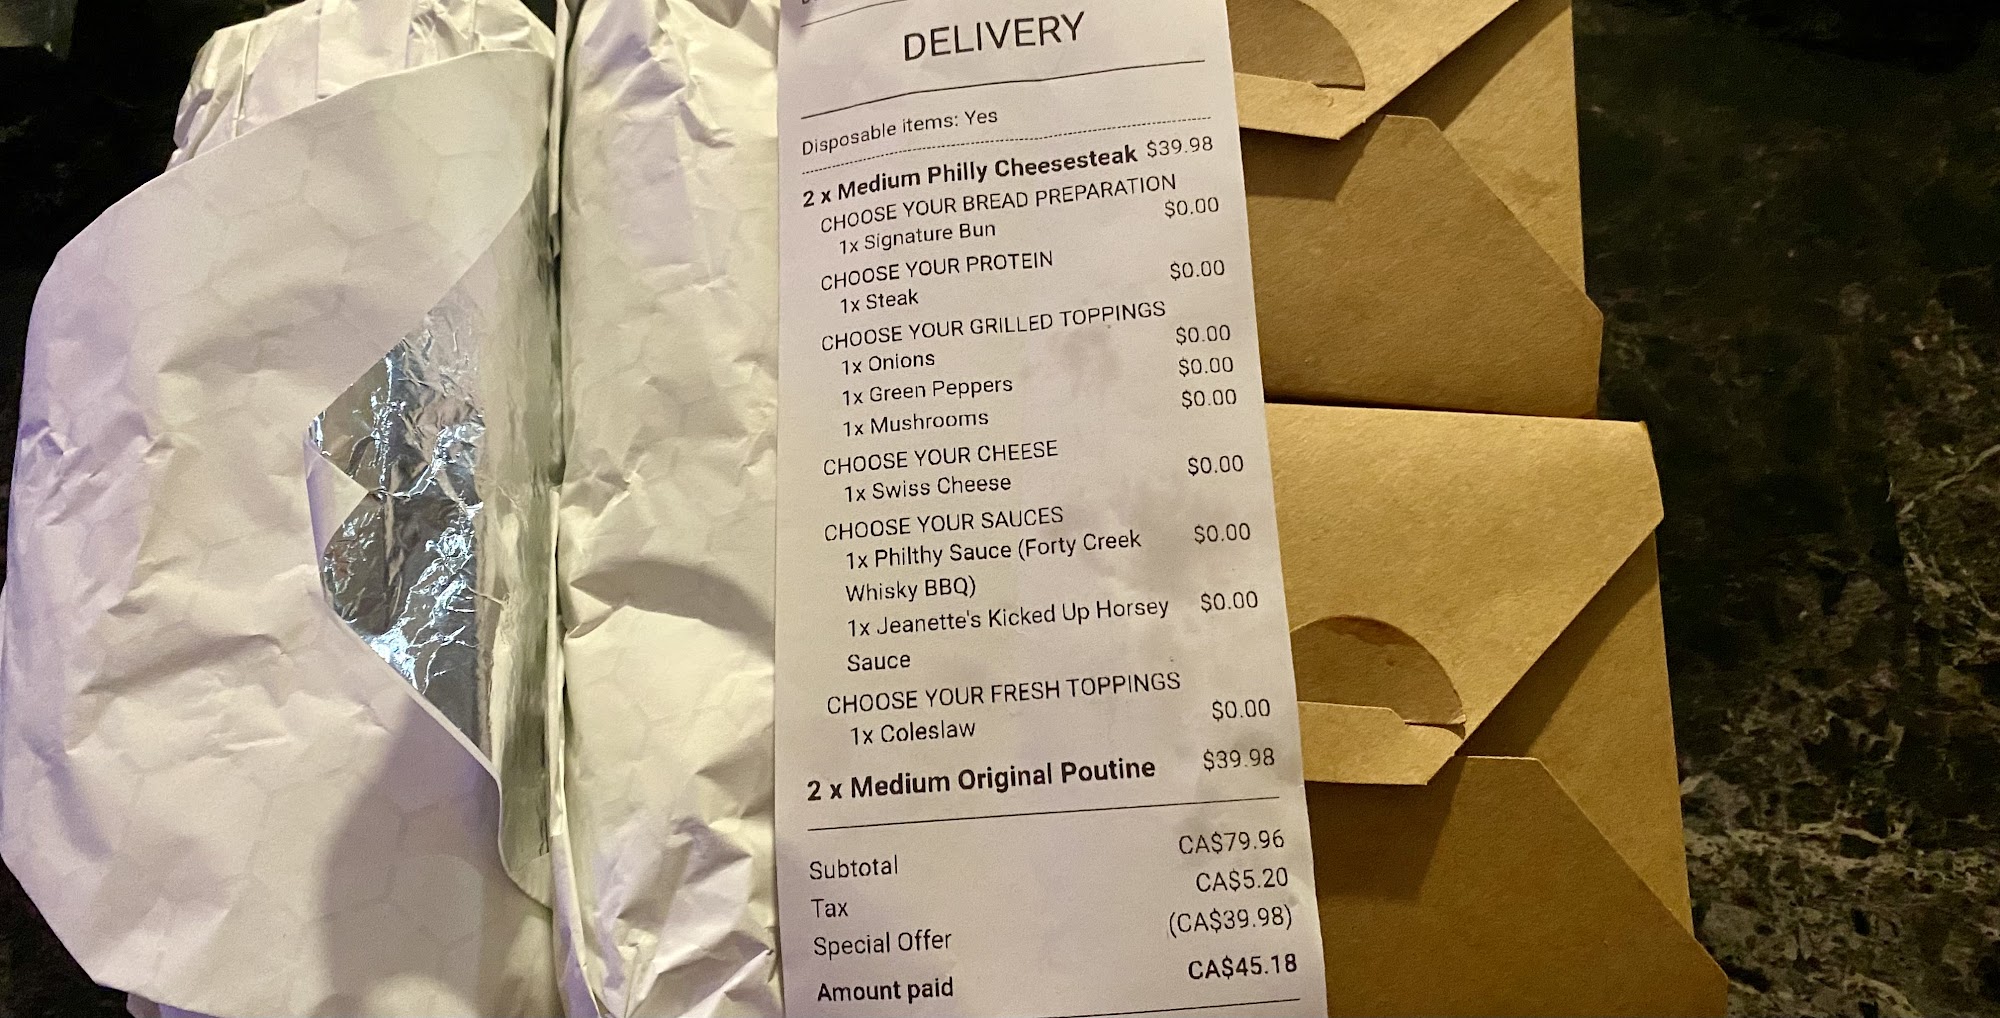 DELIVERY
Disposable items: Yes
2 x Medium Philly Cheesesteak $39.98
CHOOSE YOUR BREAD PREPARATION
1x Signature Bun $0.00
CHOOSE YOUR PROTEIN
1x Steak $0.00
CHOOSE YOUR GRILLED TOPPINGS
1x Onions $0.00
1x Green Peppers $0.00
1x Mushrooms $0.00
CHOOSE YOUR CHEESE
1x Swiss Cheese $0.00
CHOOSE YOUR SAUCES
1x Philthy Sauce (Forty Creek $0.00
Whisky BBQ)
1x Jeanette's Kicked Up Horsey $0.00
Sauce
CHOOSE YOUR FRESH TOPPINGS
1x Coleslaw $0.00
2 x Medium Original Poutine $39.98
Subtotal CA$79.96
Tax CA$5.20
Special Offer (CA$39.98)
Amount paid CA$45.18